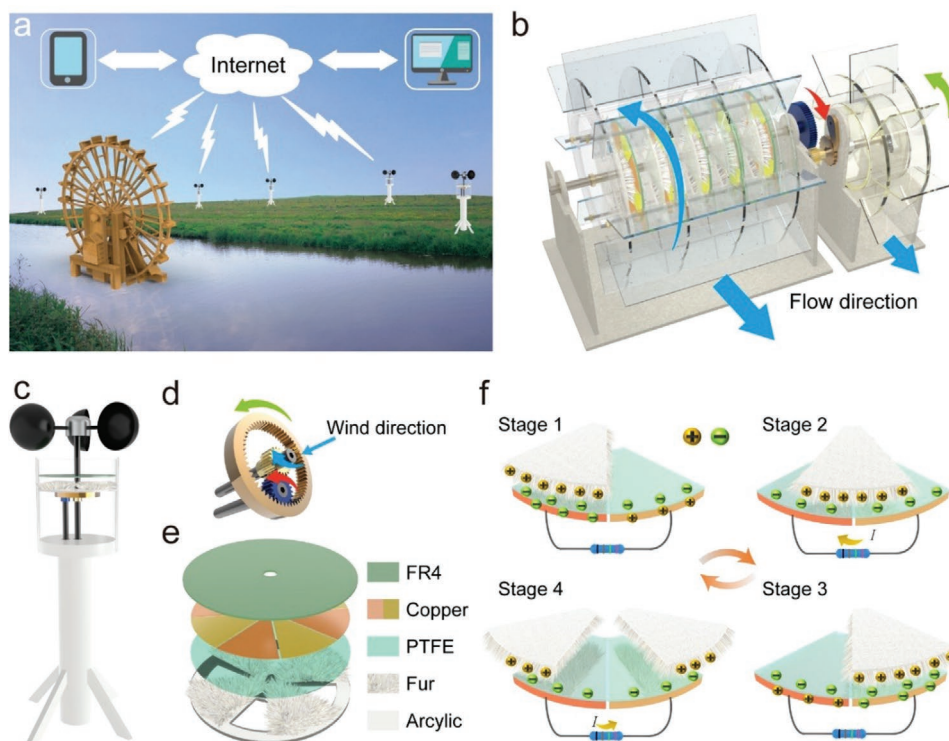 a
Internet
b
Flow direction
c
d
Wind direction
e
FR4
Copper
PTFE
Fur
Arcylic
f
Stage 1
Stage 2
I
Stage 4
Stage 3
I